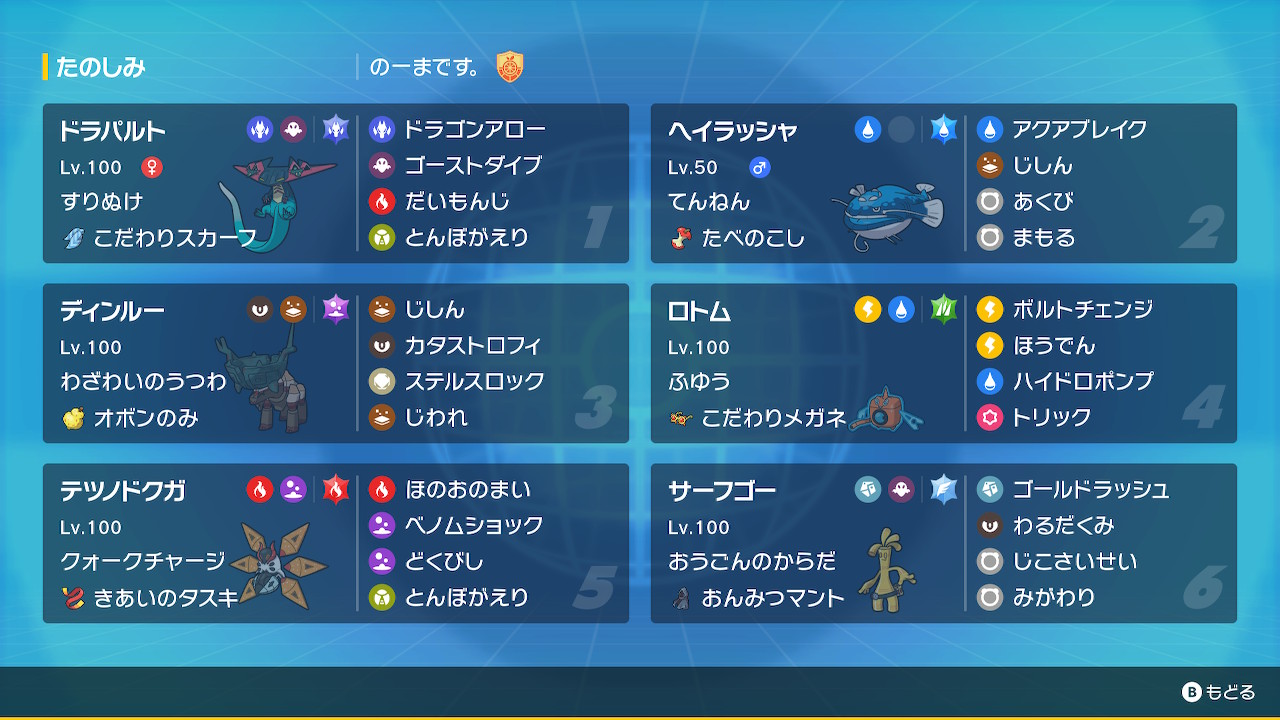 たのしみ
のーまです。
ドラパルト
Lv.100
すりぬけ
こだわりスカーフ
ドラゴンアロー
ゴーストダイブ
だいもんじ
とんぼがえり
1
ヘイラッシャ
Lv.50
てんねん
たべのこし
アクアブレイク
じしん
あくび
まもる
2
ディンルー
Lv.100
わざわいのうつわ
オボンのみ
じしん
カタストロフィ
ステルスロック
じわれ
3
ロトム
Lv.100
ふゆう
こだわりメガネ
ボルトチェンジ
ほうでん
ハイドロポンプ
トリック
4
テツノドクガ
Lv.100
クォークチャージ
きあいのタスキ
ほのおのまい
ベノムショック
どくびし
とんぼがえり
5
サーフゴー
Lv.100
おうごんのからだ
おんみつマント
ゴールドラッシュ
わるだくみ
じこさいせい
みがわり
6
B もどる